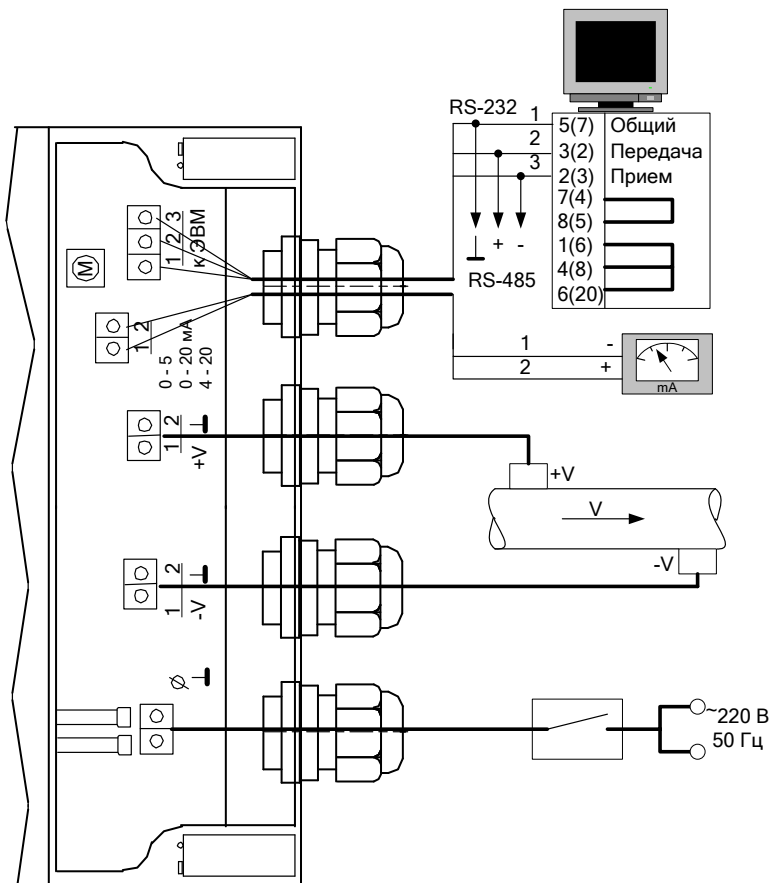 RS-232
1
5(7) Общий
2
3(2) Передача
3
2(3) Прием
7(4)
8(5)
1(6)
4(8)
6(20)
+ -
RS-485
1 2 3
к ЭВМ
M
1 2
0 - 5
0 - 20 мА
4 - 20
1 -
2 +
mA
1 2
+V
+V
V
-V
1 2
-V
~220 В
50 Гц